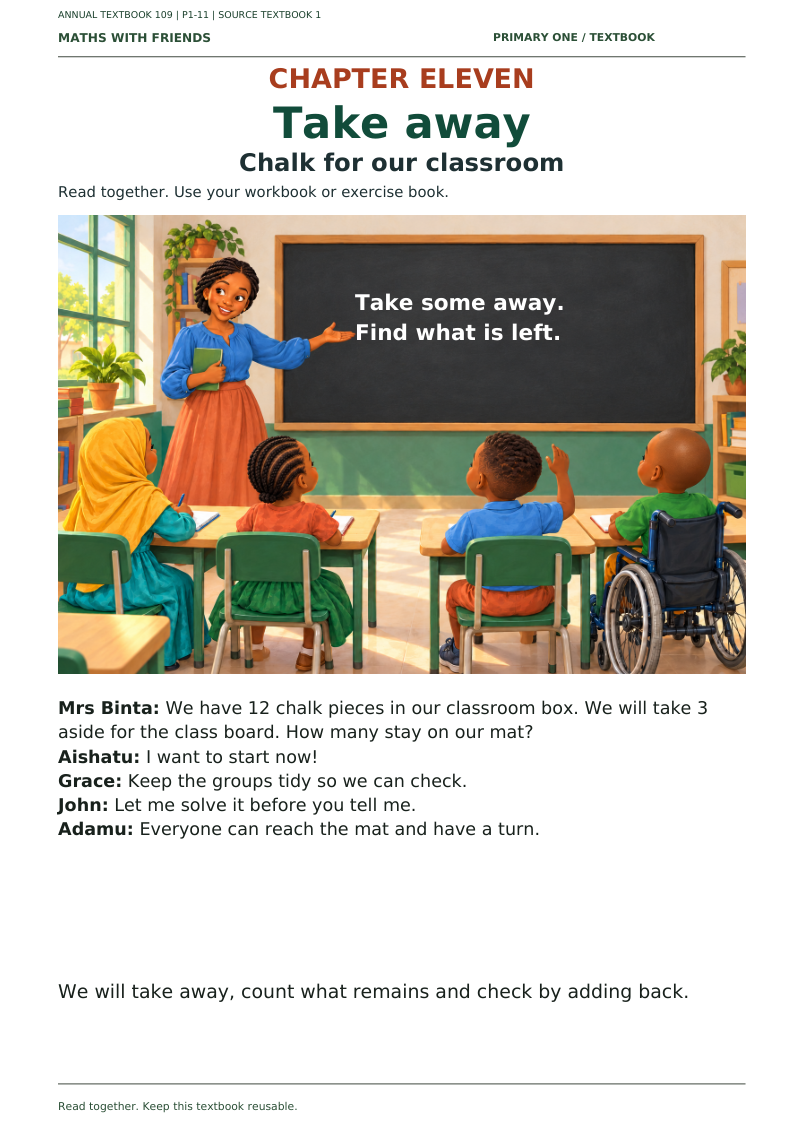 ANNUAL TEXTBOOK 109 | P1-11 | SOURCE TEXTBOOK 1
MATHS WITH FRIENDS
PRIMARY ONE / TEXTBOOK
CHAPTER ELEVEN
Take away
Chalk for our classroom
Read together. Use your workbook or exercise book.
Take some away.
Find what is left.
Mrs Binta: We have 12 chalk pieces in our classroom box. We will take 3
aside for the class board. How many stay on our mat?
Aishatu: I want to start now!
Grace: Keep the groups tidy so we can check.
John: Let me solve it before you tell me.
Adamu: Everyone can reach the mat and have a turn.
We will take away, count what remains and check by adding back.
Read together. Keep this textbook reusable.